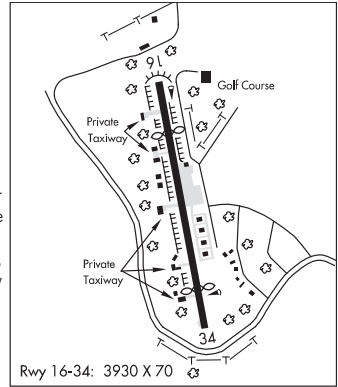 16
Golf Course
Private
Taxiway
Private
Taxiway
34
Rwy 16-34: 3930 X 70